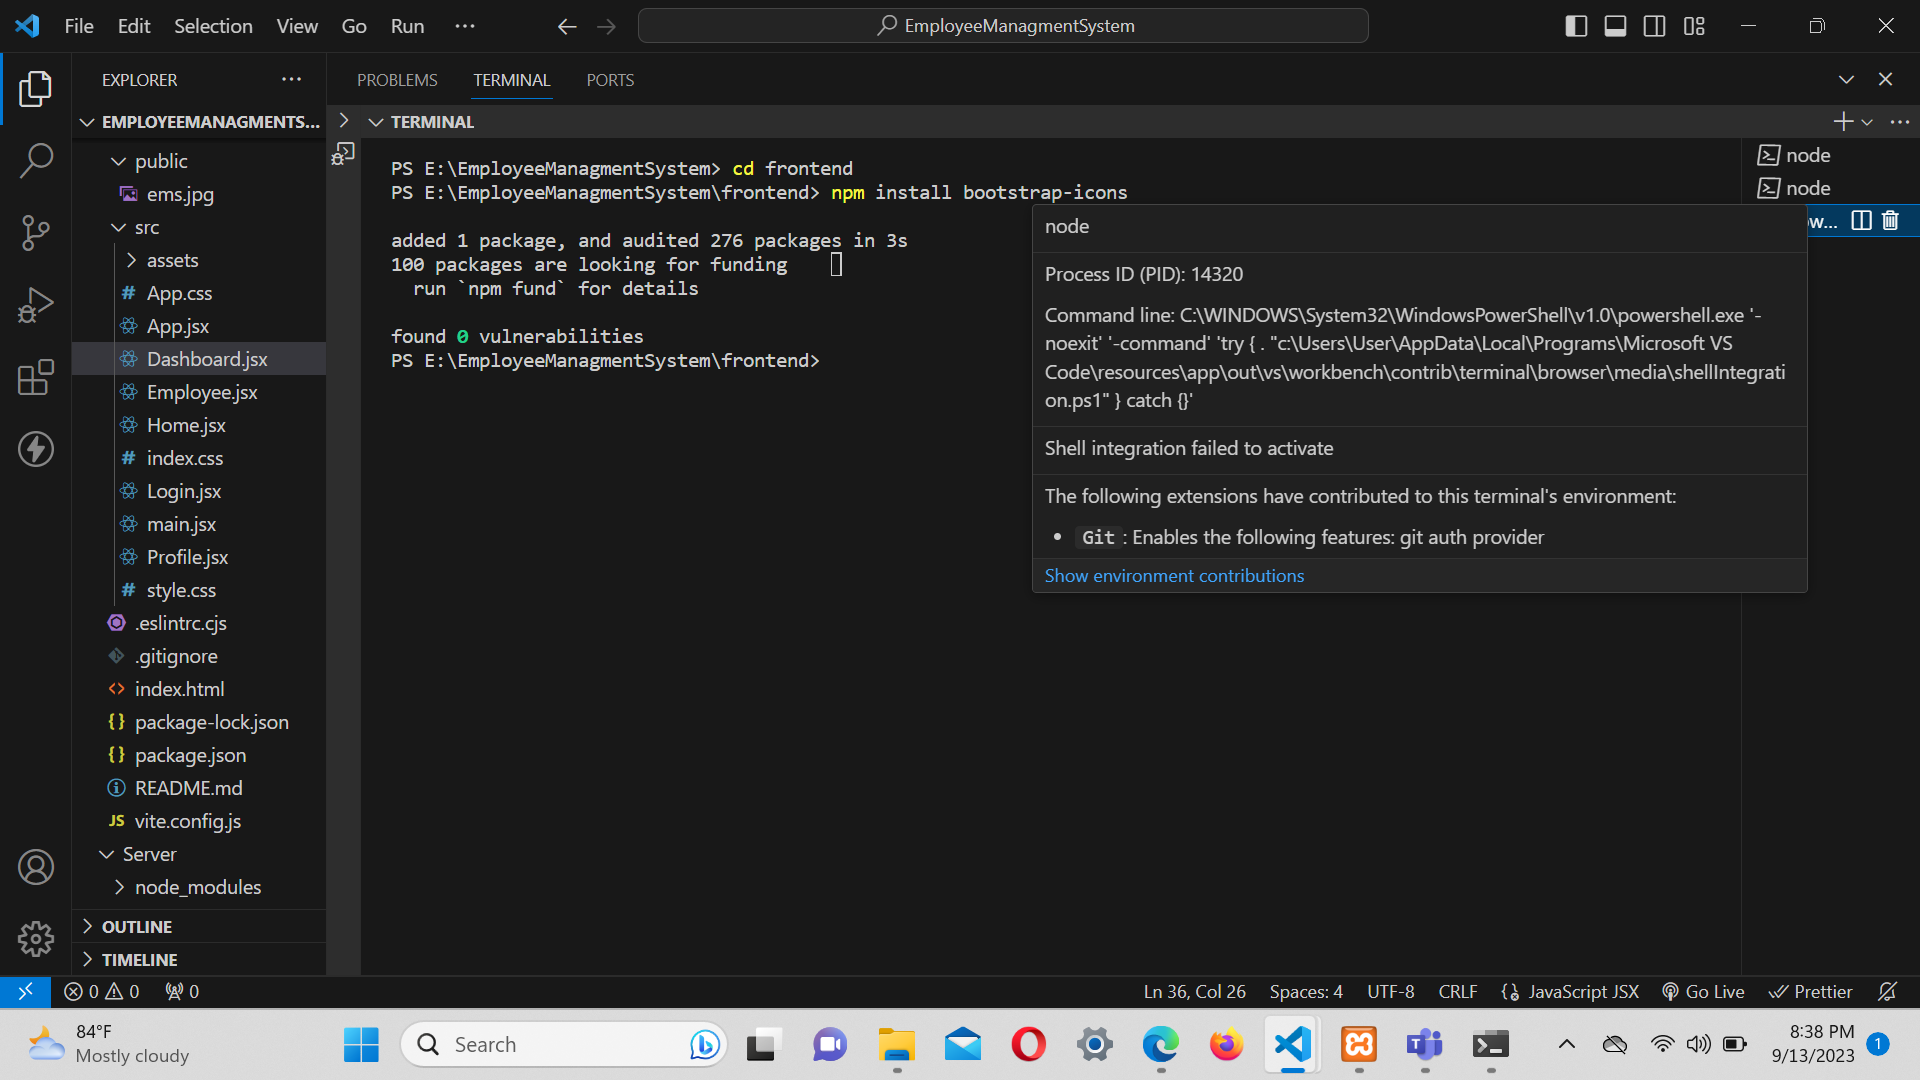 File Edit Selection View Go Run ...
EmployeeManagmentSystem
EXPLORER ...
EMPLOYEEMANAGMENTS...
public
ems.jpg
src
assets
App.css
App.jsx
Dashboard.jsx
Employee.jsx
Home.jsx
index.css
Login.jsx
main.jsx
Profile.jsx
style.css
.eslintrc.cjs
.gitignore
index.html
package-lock.json
package.json
README.md
JS vite.config.js
Server
node_modules
OUTLINE
TIMELINE
PROBLEMS TERMINAL PORTS
TERMINAL
PS E:\EmployeeManagmentSystem> cd frontend
PS E:\EmployeeManagmentSystem\frontend> npm install bootstrap-icons
added 1 package, and audited 276 packages in 3s
100 packages are looking for funding
run `npm fund` for details
found 0 vulnerabilities
PS E:\EmployeeManagmentSystem\frontend>
node
node
ow...
node
Process ID (PID): 14320
Command line: C:\WINDOWS\System32\WindowsPowerShell\v1.0\powershell.exe '-
noexit' '-command' 'try { . "c:\Users\User\AppData\Local\Programs\Microsoft VS
Code\resources\app\out\vs\workbench\contrib\terminal\browser\media\shellIntegrati
on.ps1" } catch {}'
Shell integration failed to activate
The following extensions have contributed to this terminal's environment:
• Git : Enables the following features: git auth provider
Show environment contributions
0 0 0
Ln 36, Col 26 Spaces: 4 UTF-8 CRLF JavaScript JSX Go Live Prettier
84°F
Mostly cloudy
Search
8:38 PM
9/13/2023
1